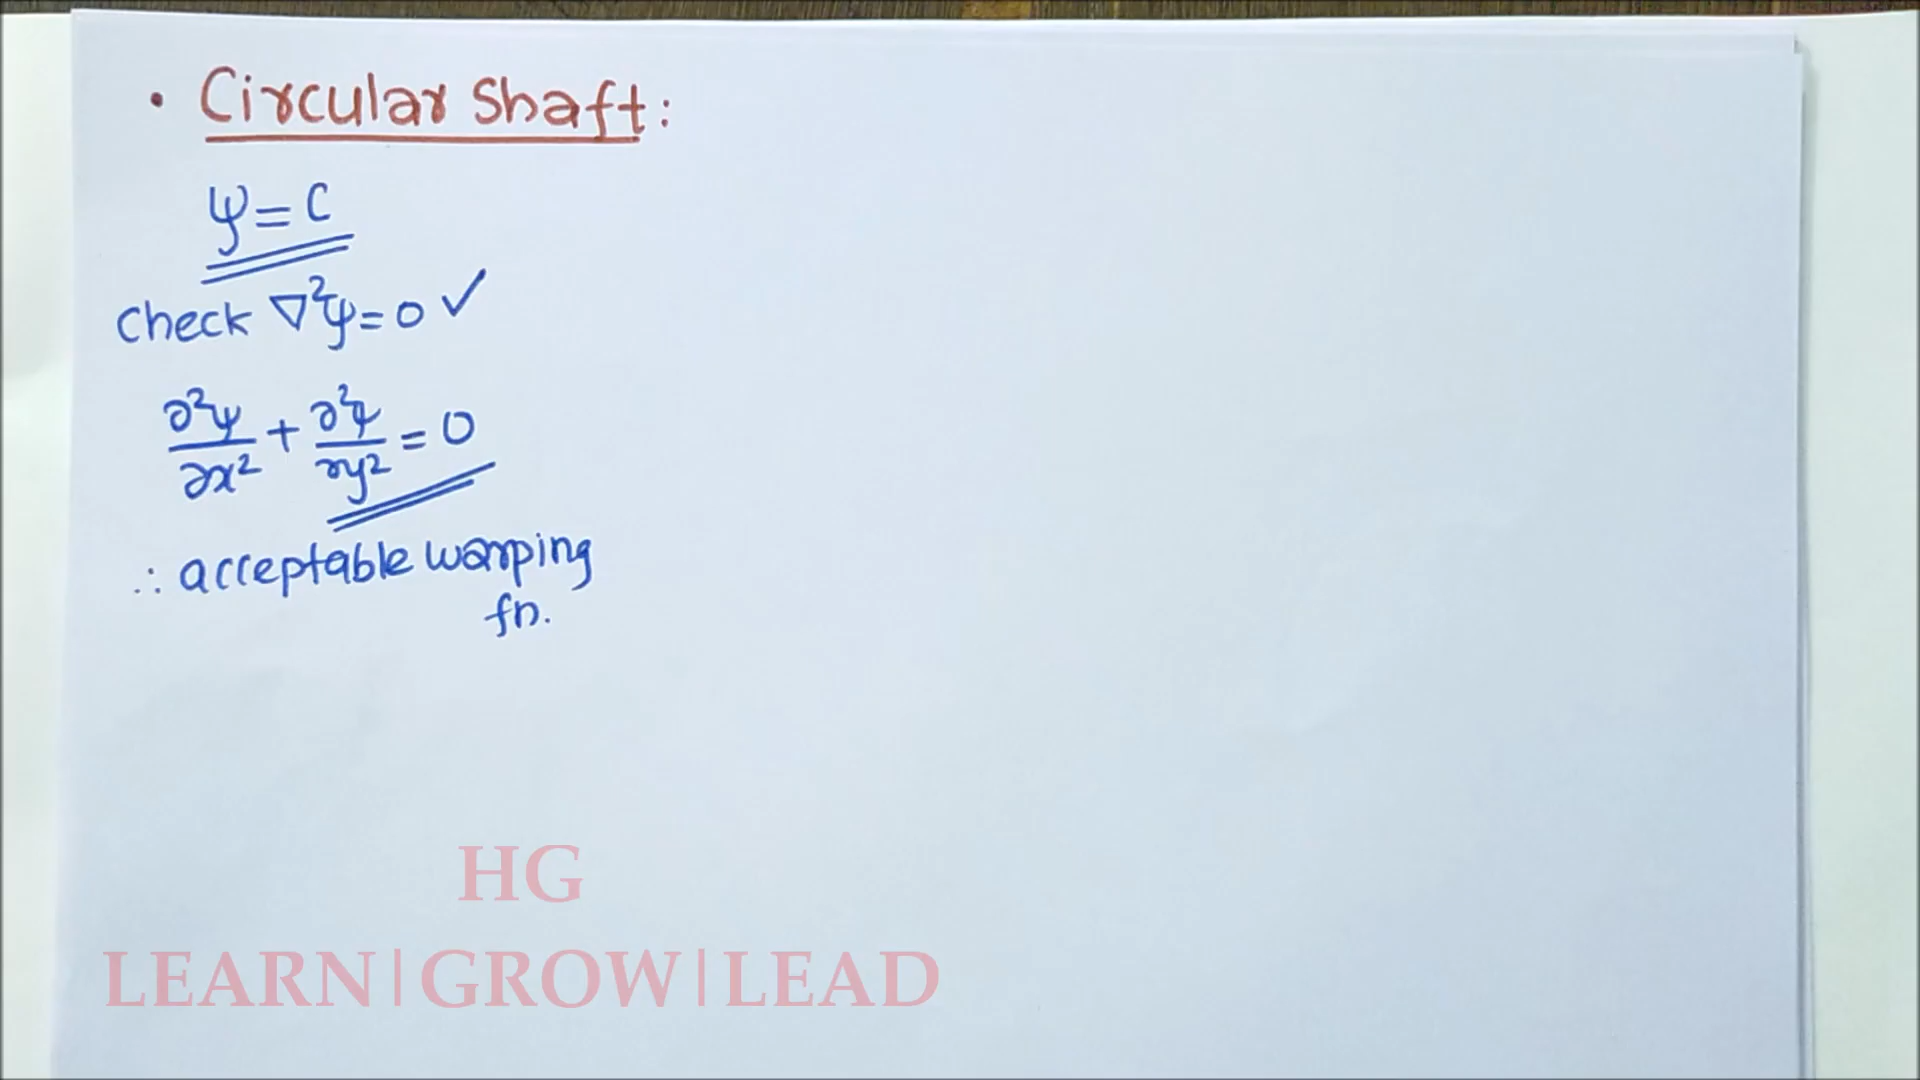 • Circular Shaft:
ψ = C
Check ∇²ψ = 0 ✓
∂²ψ/∂x² + ∂²ψ/∂y² = 0
∴ acceptable warping
fn.
HG
LEARN|GROW|LEAD